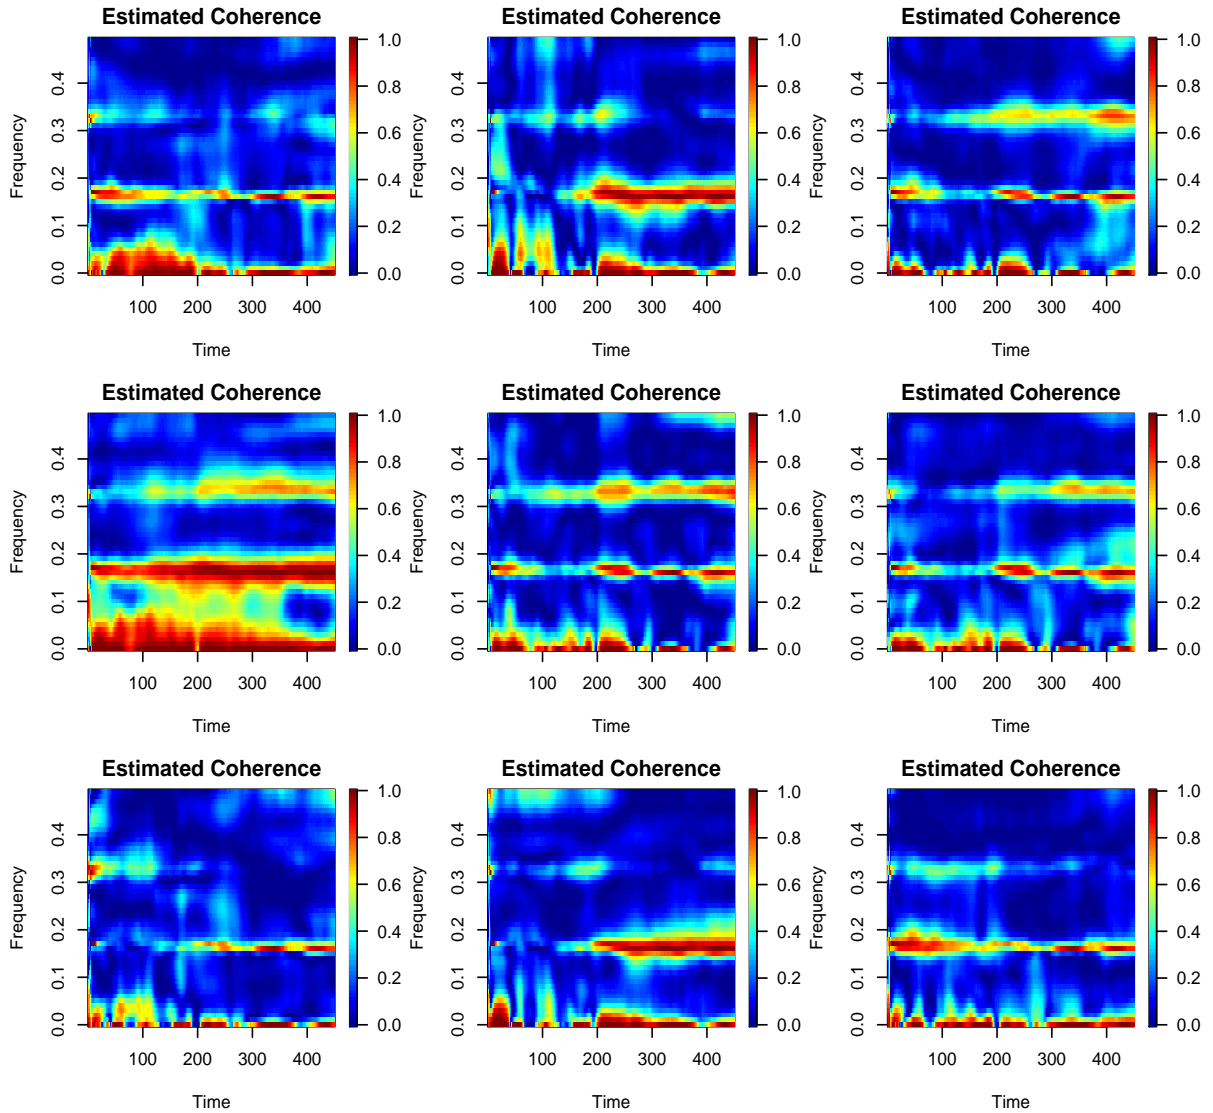 Estimated Coherence Estimated Coherence Estimated Coherence
Frequency 0.0 0.1 0.2 0.3 0.4 0.0 0.2 0.4 0.6 0.8 1.0 Frequency 0.0 0.1 0.2 0.3 0.4 0.0 0.2 0.4 0.6 0.8 1.0 Frequency 0.0 0.1 0.2 0.3 0.4 0.0 0.2 0.4 0.6 0.8 1.0
100 200 300 400 100 200 300 400 100 200 300 400
Time Time Time
Estimated Coherence Estimated Coherence Estimated Coherence
Frequency 0.0 0.1 0.2 0.3 0.4 0.0 0.2 0.4 0.6 0.8 1.0 Frequency 0.0 0.1 0.2 0.3 0.4 0.0 0.2 0.4 0.6 0.8 1.0 Frequency 0.0 0.1 0.2 0.3 0.4 0.0 0.2 0.4 0.6 0.8 1.0
100 200 300 400 100 200 300 400 100 200 300 400
Time Time Time
Estimated Coherence Estimated Coherence Estimated Coherence
Frequency 0.0 0.1 0.2 0.3 0.4 0.0 0.2 0.4 0.6 0.8 1.0 Frequency 0.0 0.1 0.2 0.3 0.4 0.0 0.2 0.4 0.6 0.8 1.0 Frequency 0.0 0.1 0.2 0.3 0.4 0.0 0.2 0.4 0.6 0.8 1.0
100 200 300 400 100 200 300 400 100 200 300 400
Time Time Time